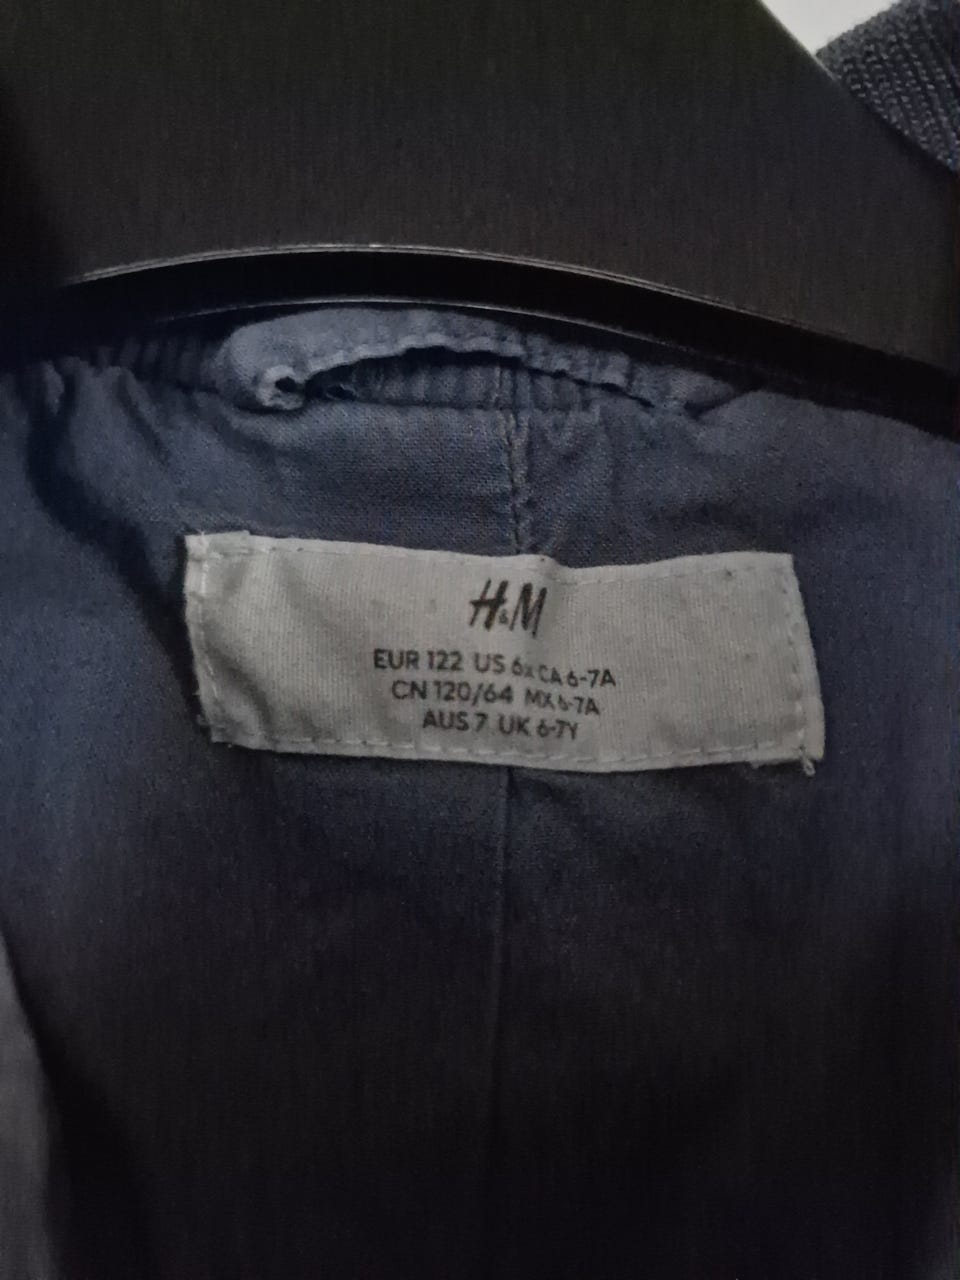 H&M
EUR 122 US 6x CA 6-7A
CN 120/64 MX 6-7A
AUS 7 UK 6-7Y